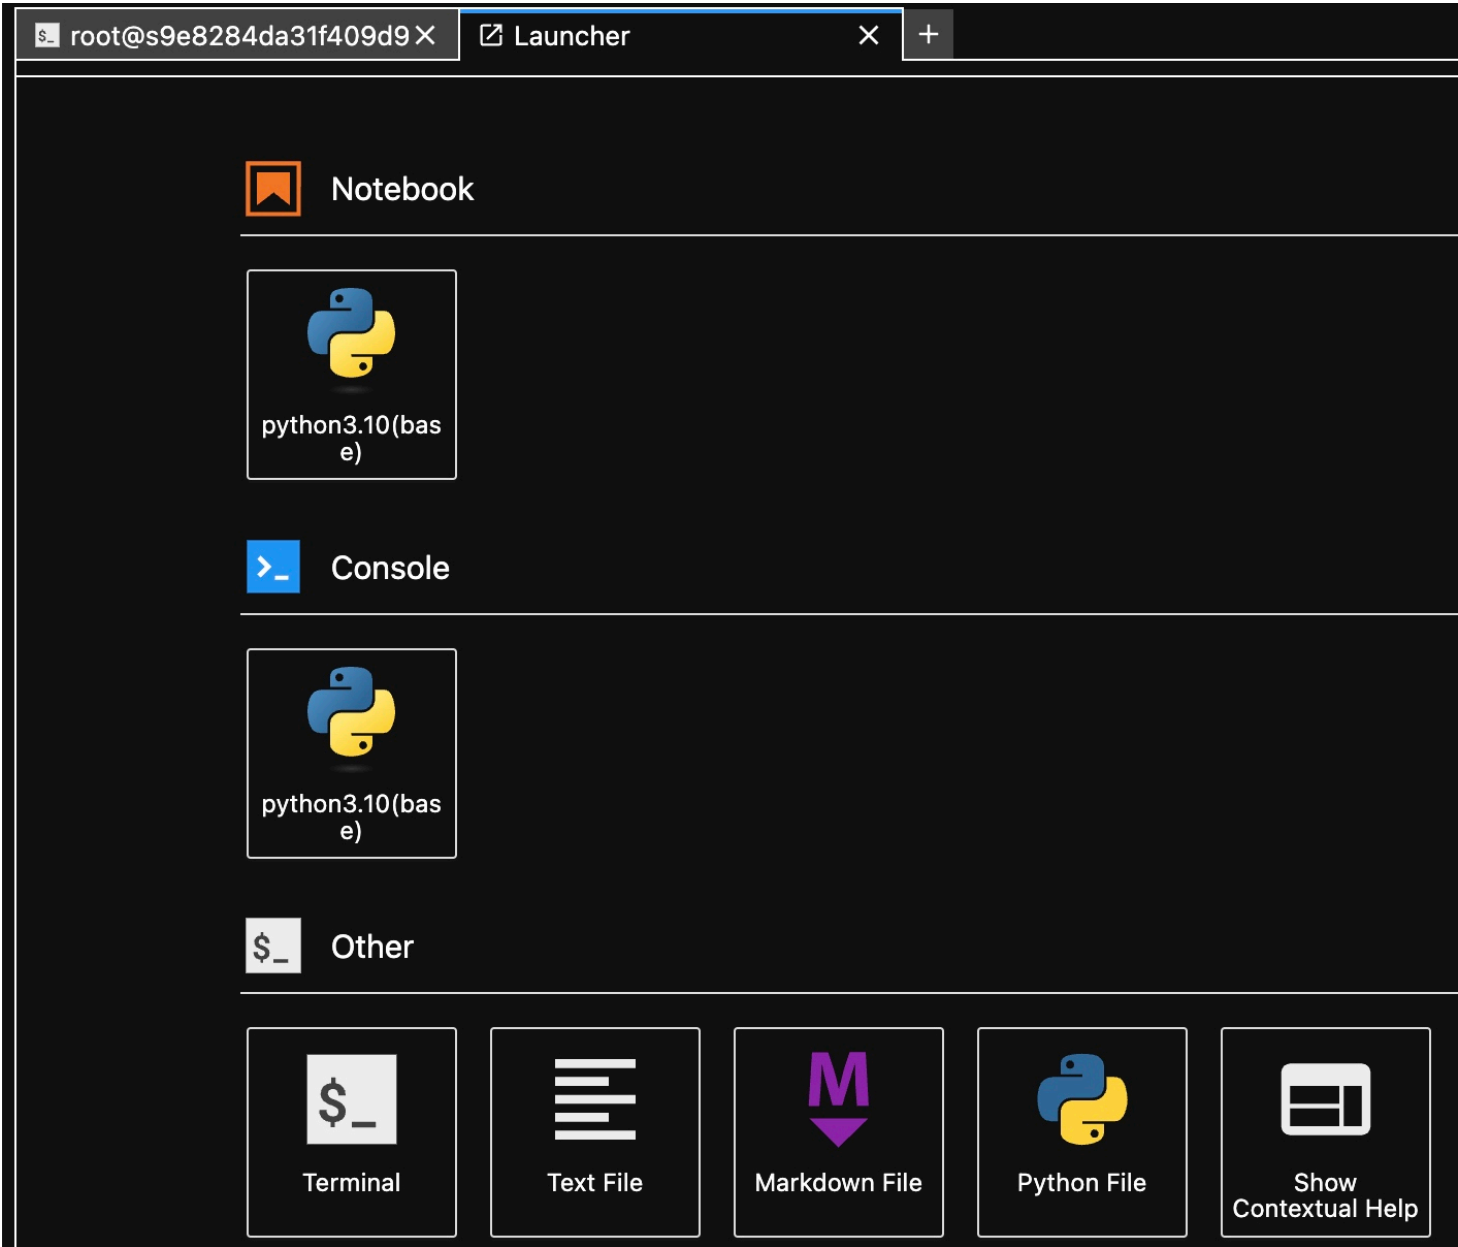 $_ root@s9e8284da31f409d9
Launcher
Notebook
python3.10(bas
e)
Console
python3.10(bas
e)
$_ Other
$_
Terminal
Text File
M
Markdown File
Python File
Show
Contextual Help